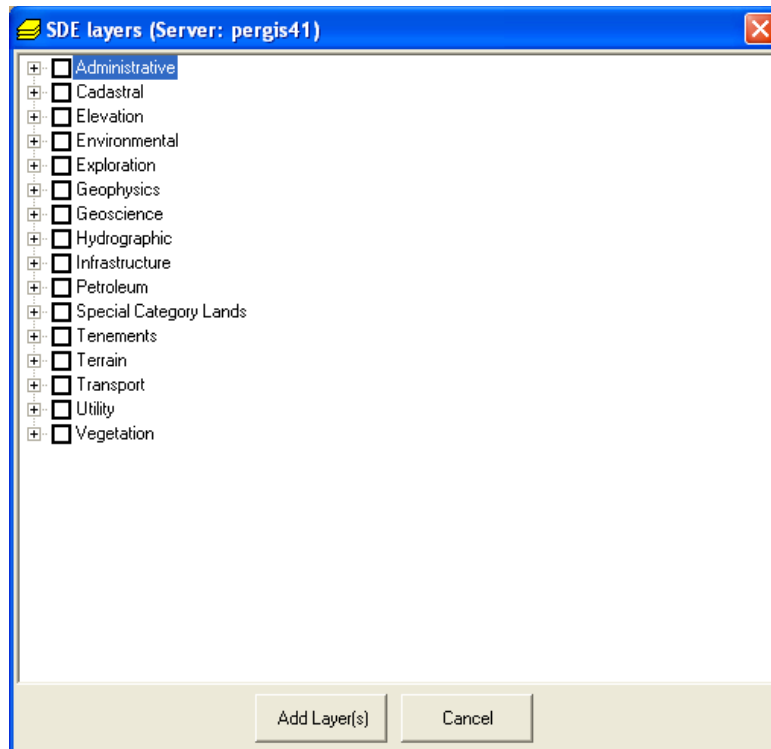 SDE layers (Server: pergis41)
Administrative
Cadastral
Elevation
Environmental
Exploration
Geophysics
Geoscience
Hydrographic
Infrastructure
Petroleum
Special Category Lands
Tenements
Terrain
Transport
Utility
Vegetation
Add Layer(s) Cancel